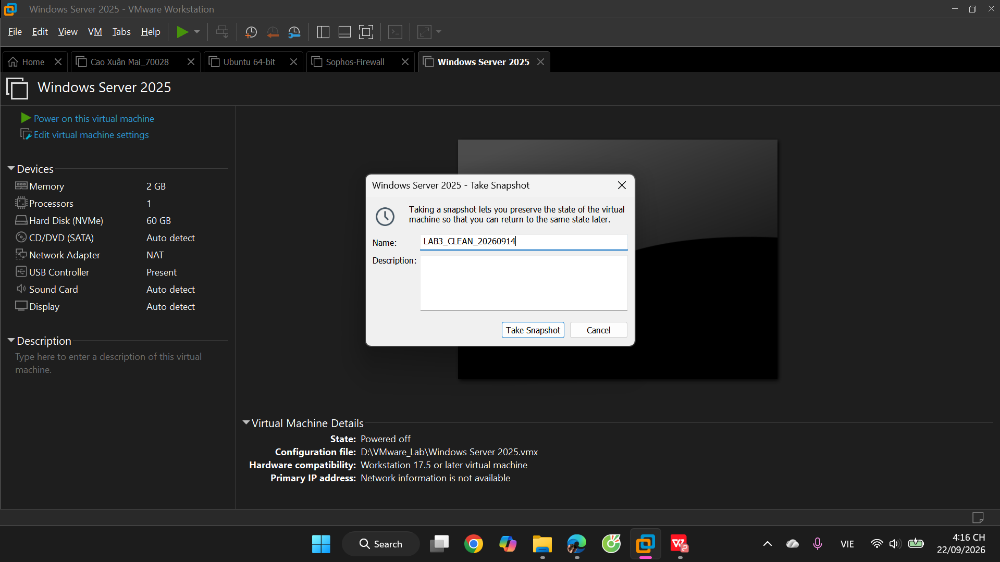 Windows Server 2025 - VMware Workstation
File Edit View VM Tabs Help
Home Cao Xuân Mai_70028 Ubuntu 64-bit Sophos-Firewall Windows Server 2025
Windows Server 2025
Power on this virtual machine
Edit virtual machine settings
Devices
Memory 2 GB
Processors 1
Hard Disk (NVMe) 60 GB
CD/DVD (SATA) Auto detect
Network Adapter NAT
USB Controller Present
Sound Card Auto detect
Display Auto detect
Description
Type here to enter a description of this virtual
machine.
Windows Server 2025 - Take Snapshot
Taking a snapshot lets you preserve the state of the virtual
machine so that you can return to the same state later.
Name: LAB3_CLEAN_20260914
Description:
Take Snapshot Cancel
Virtual Machine Details
State: Powered off
Configuration file: D:\VMware_Lab\Windows Server 2025.vmx
Hardware compatibility: Workstation 17.5 or later virtual machine
Primary IP address: Network information is not available
Search
VIE
4:16 CH
22/09/2026